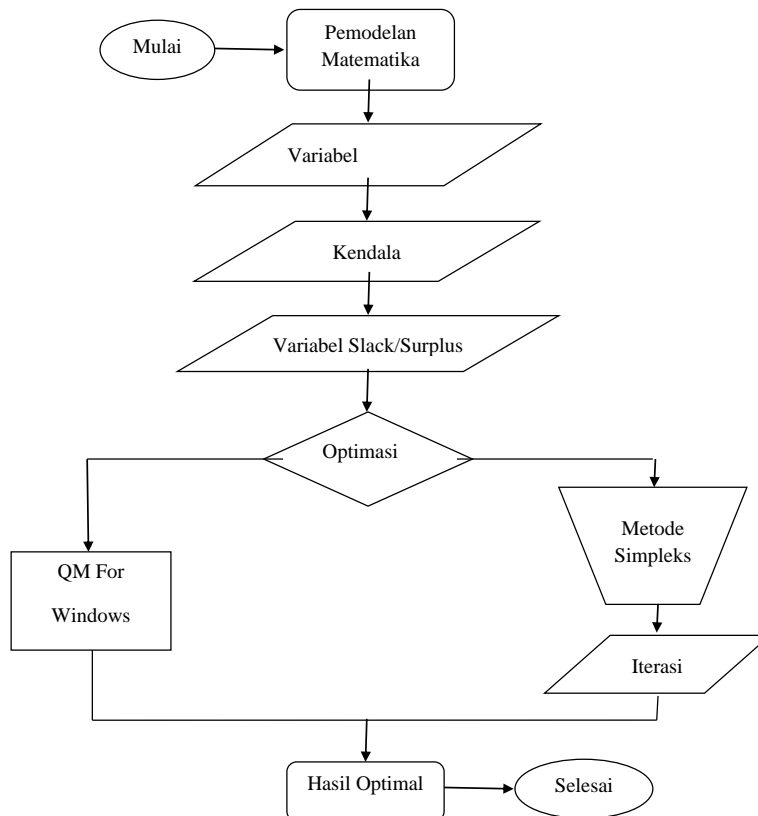 Mulai
Pemodelan
Matematika
Variabel
Kendala
Variabel Slack/Surplus
Optimasi
QM For
Windows
Metode
Simpleks
Iterasi
Hasil Optimal
Selesai